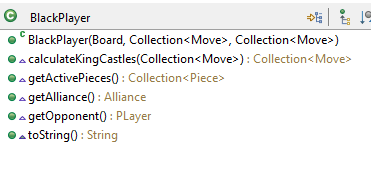 BlackPlayer
BlackPlayer(Board, Collection<Move>, Collection<Move>)
calculateKingCastles(Collection<Move>) : Collection<Move>
getActivePieces() : Collection<Piece>
getAlliance() : Alliance
getOpponent() : PLayer
toString() : String